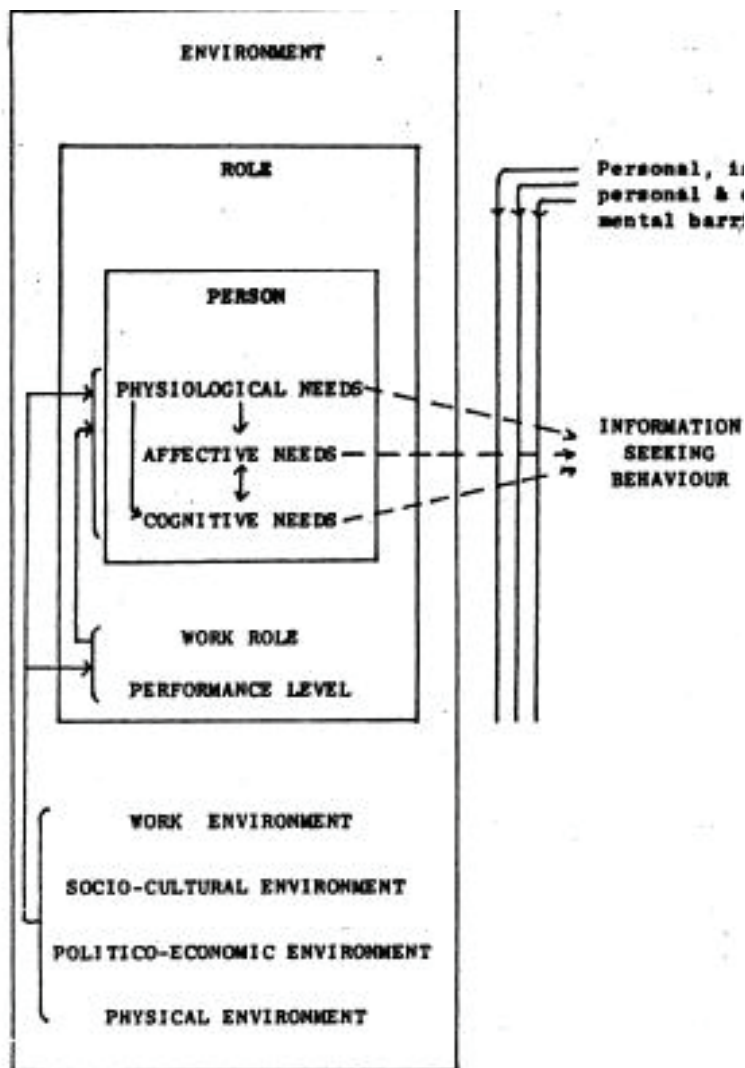 ENVIRONMENT
ROLE
Personal,
personal &
mental
PERSON
PHYSIOLOGICAL NEEDS
AFFECTIVE NEEDS
COGNITIVE NEEDS
INFORMATION
SEEKING
BEHAVIOUR
WORK ROLE
PERFORMANCE LEVEL
WORK ENVIRONMENT
SOCIO-CULTURAL ENVIRONMENT
POLITICO-ECONOMIC ENVIRONMENT
PHYSICAL ENVIRONMENT